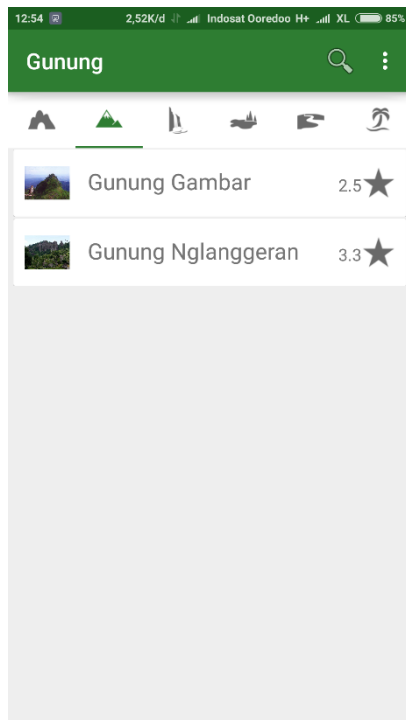 12:54 2,52K/d Indosat Ooredoo H+ XL 85%
Gunung
Gunung Gambar 2.5
Gunung Nglanggeran 3.3